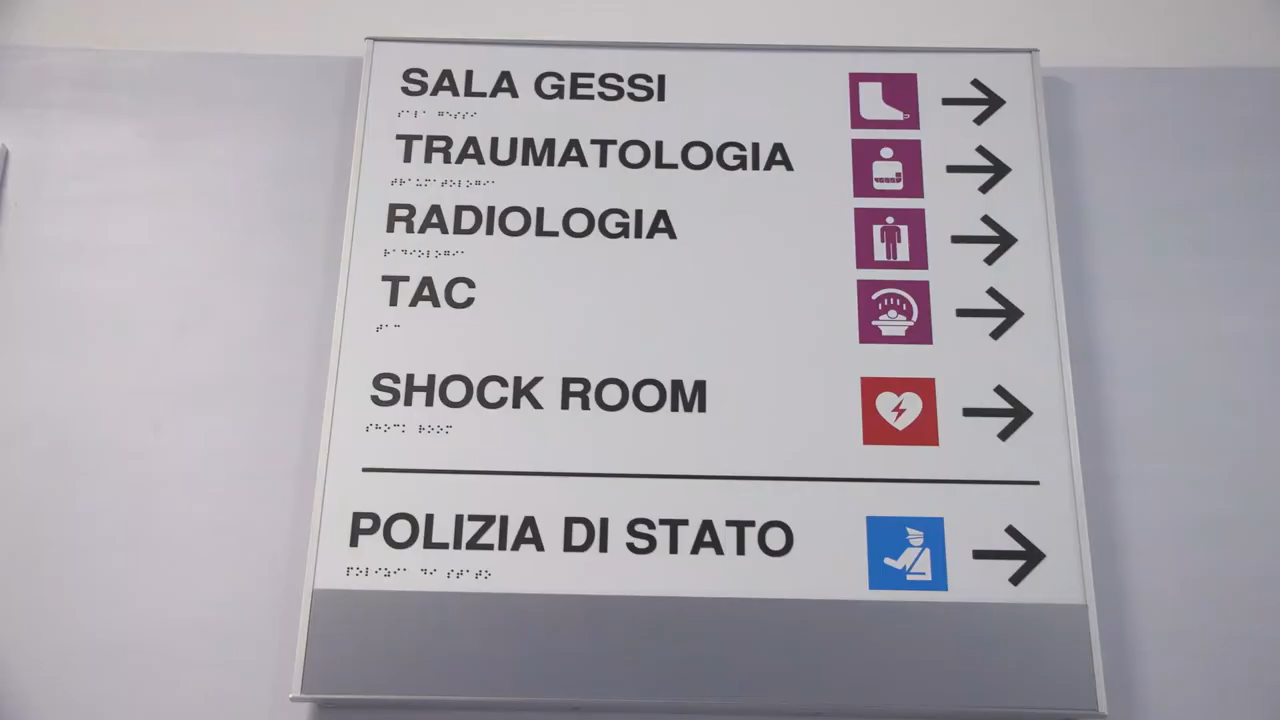 SALA GESSI
⠎⠁⠇⠁ ⠛⠑⠎⠎⠊
TRAUMATOLOGIA
⠞⠗⠁⠥⠍⠁⠞⠕⠇⠕⠛⠊⠁
RADIOLOGIA
⠗⠁⠙⠊⠕⠇⠕⠛⠊⠁
TAC
⠞⠁⠉
SHOCK ROOM
⠎⠓⠕⠉⠅ ⠗⠕⠕⠍
POLIZIA DI STATO
⠏⠕⠇⠊⠵⠊⠁ ⠙⠊ ⠎⠞⠁⠞⠕